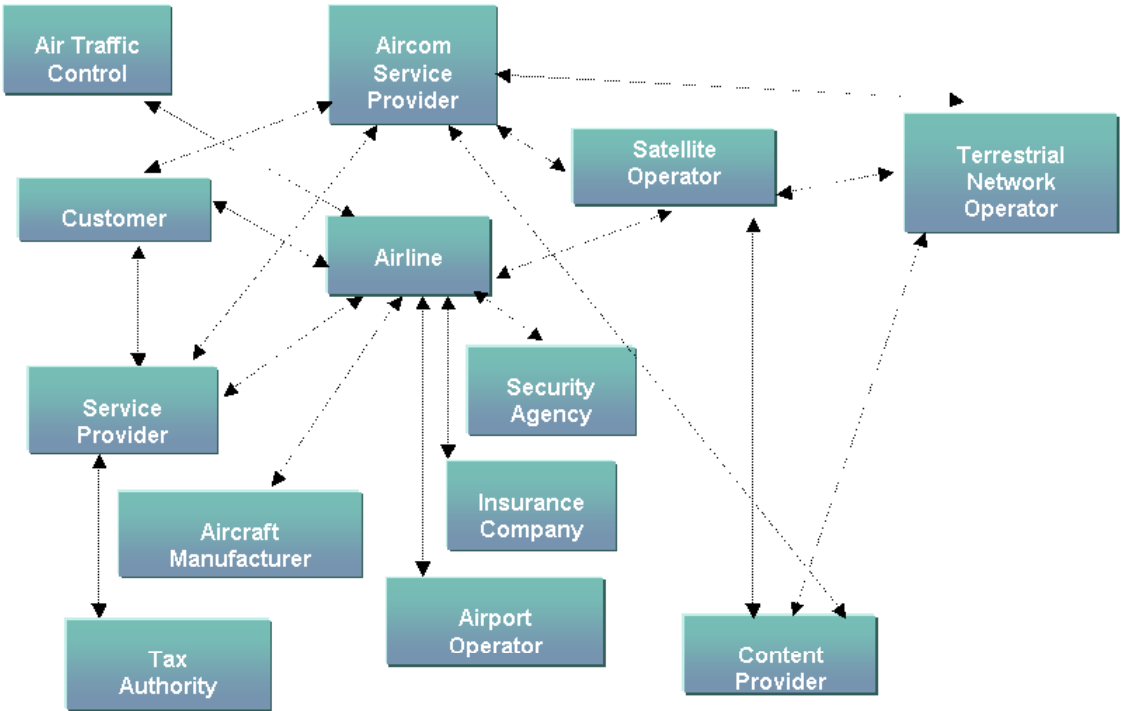 Air Traffic
Control
Aircom
Service
Provider
Satellite
Operator
Terrestrial
Network
Operator
Customer
Airline
Service
Provider
Security
Agency
Insurance
Company
Aircraft
Manufacturer
Airport
Operator
Tax
Authority
Content
Provider